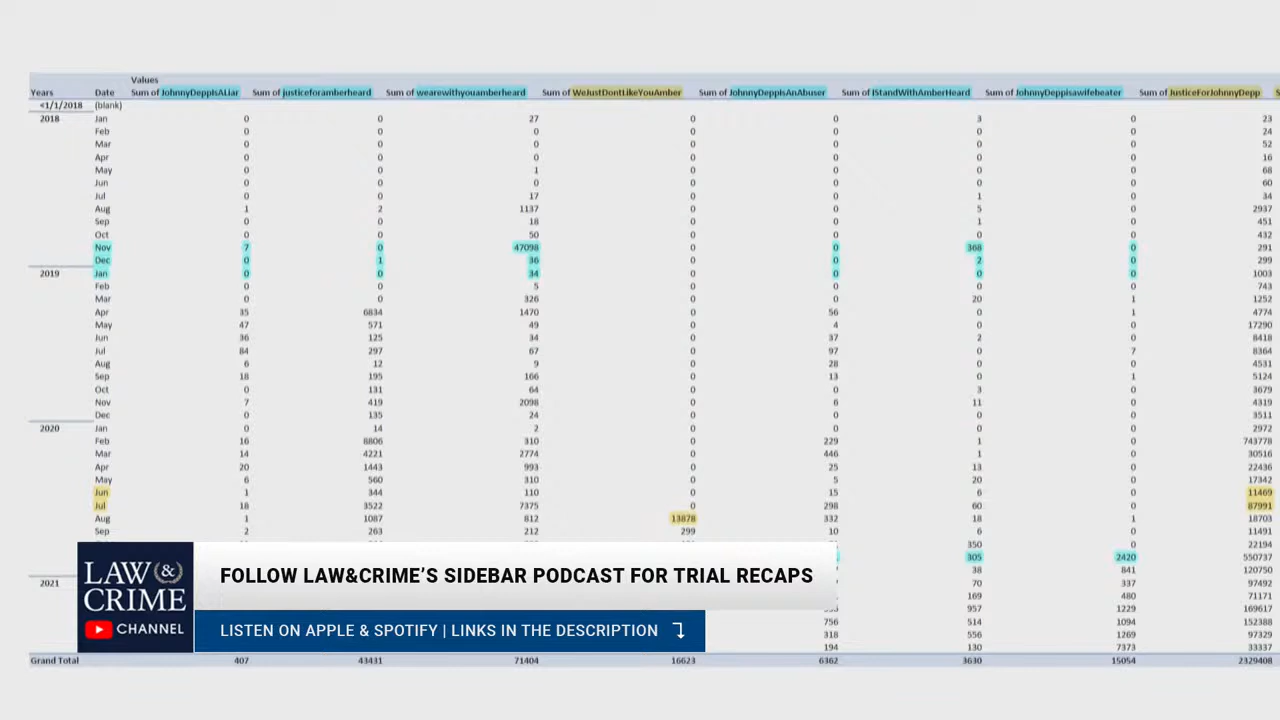 Values
Years Date Sum of JohnnyDeppIsALiar Sum of justiceforamberheard Sum of wearewithyouamberheard Sum of WeJustDontLikeYouAmber Sum of JohnnyDeppIsAnAbuser Sum of IStandWithAmberHeard Sum of JohnnyDeppisawifebeater Sum of JusticeForJohnnyDepp
<1/1/2018 (blank)
2018 Jan 0 0 27 0 0 3 0 23
Feb 0 0 0 0 0 0 0 24
Mar 0 0 0 0 0 0 0 52
Apr 0 0 0 0 0 0 0 16
May 0 0 1 0 0 0 0 68
Jun 0 0 0 0 0 0 0 60
Jul 0 0 17 0 0 1 0 34
Aug 1 2 1137 0 0 5 0 2937
Sep 0 0 18 0 0 1 0 451
Oct 0 0 50 0 0 0 0 432
Nov 7 0 47098 0 0 368 0 291
Dec 0 1 36 0 0 2 0 299
2019 Jan 0 0 34 0 0 0 0 1003
Feb 0 0 5 0 0 0 0 743
Mar 0 0 326 0 0 20 1 1252
Apr 35 6834 1470 0 56 0 1 4774
May 47 571 49 0 4 0 0 17290
Jun 36 125 34 0 37 2 0 8418
Jul 84 297 67 0 97 0 7 8364
Aug 6 12 9 0 28 0 0 4531
Sep 18 195 166 0 13 0 1 5124
Oct 0 131 64 0 0 3 0 3679
Nov 7 419 2098 0 6 11 0 4319
Dec 0 135 24 0 0 0 0 3511
2020 Jan 0 14 2 0 0 0 0 2972
Feb 16 8806 310 0 229 1 0 743778
Mar 14 4221 2774 0 446 1 0 30516
Apr 20 1443 993 0 25 13 0 22436
May 6 560 310 0 5 20 0 17342
Jun 1 344 110 0 15 6 0 11469
Jul 18 3522 7375 0 298 60 0 87991
Aug 1 1087 812 13878 332 18 1 18703
Sep 2 263 212 299 10 6 0 11491
350 0 22194
305 2420 550737
38 841 120750
2021 70 337 97492
169 480 71171
957 1229 169617
756 514 1094 152388
318 556 1269 97329
194 130 7373 33337
Grand Total 407 43431 71404 16623 6362 3630 15054 2329408
LAW &
CRIME
CHANNEL
FOLLOW LAW&CRIME'S SIDEBAR PODCAST FOR TRIAL RECAPS
LISTEN ON APPLE & SPOTIFY | LINKS IN THE DESCRIPTION